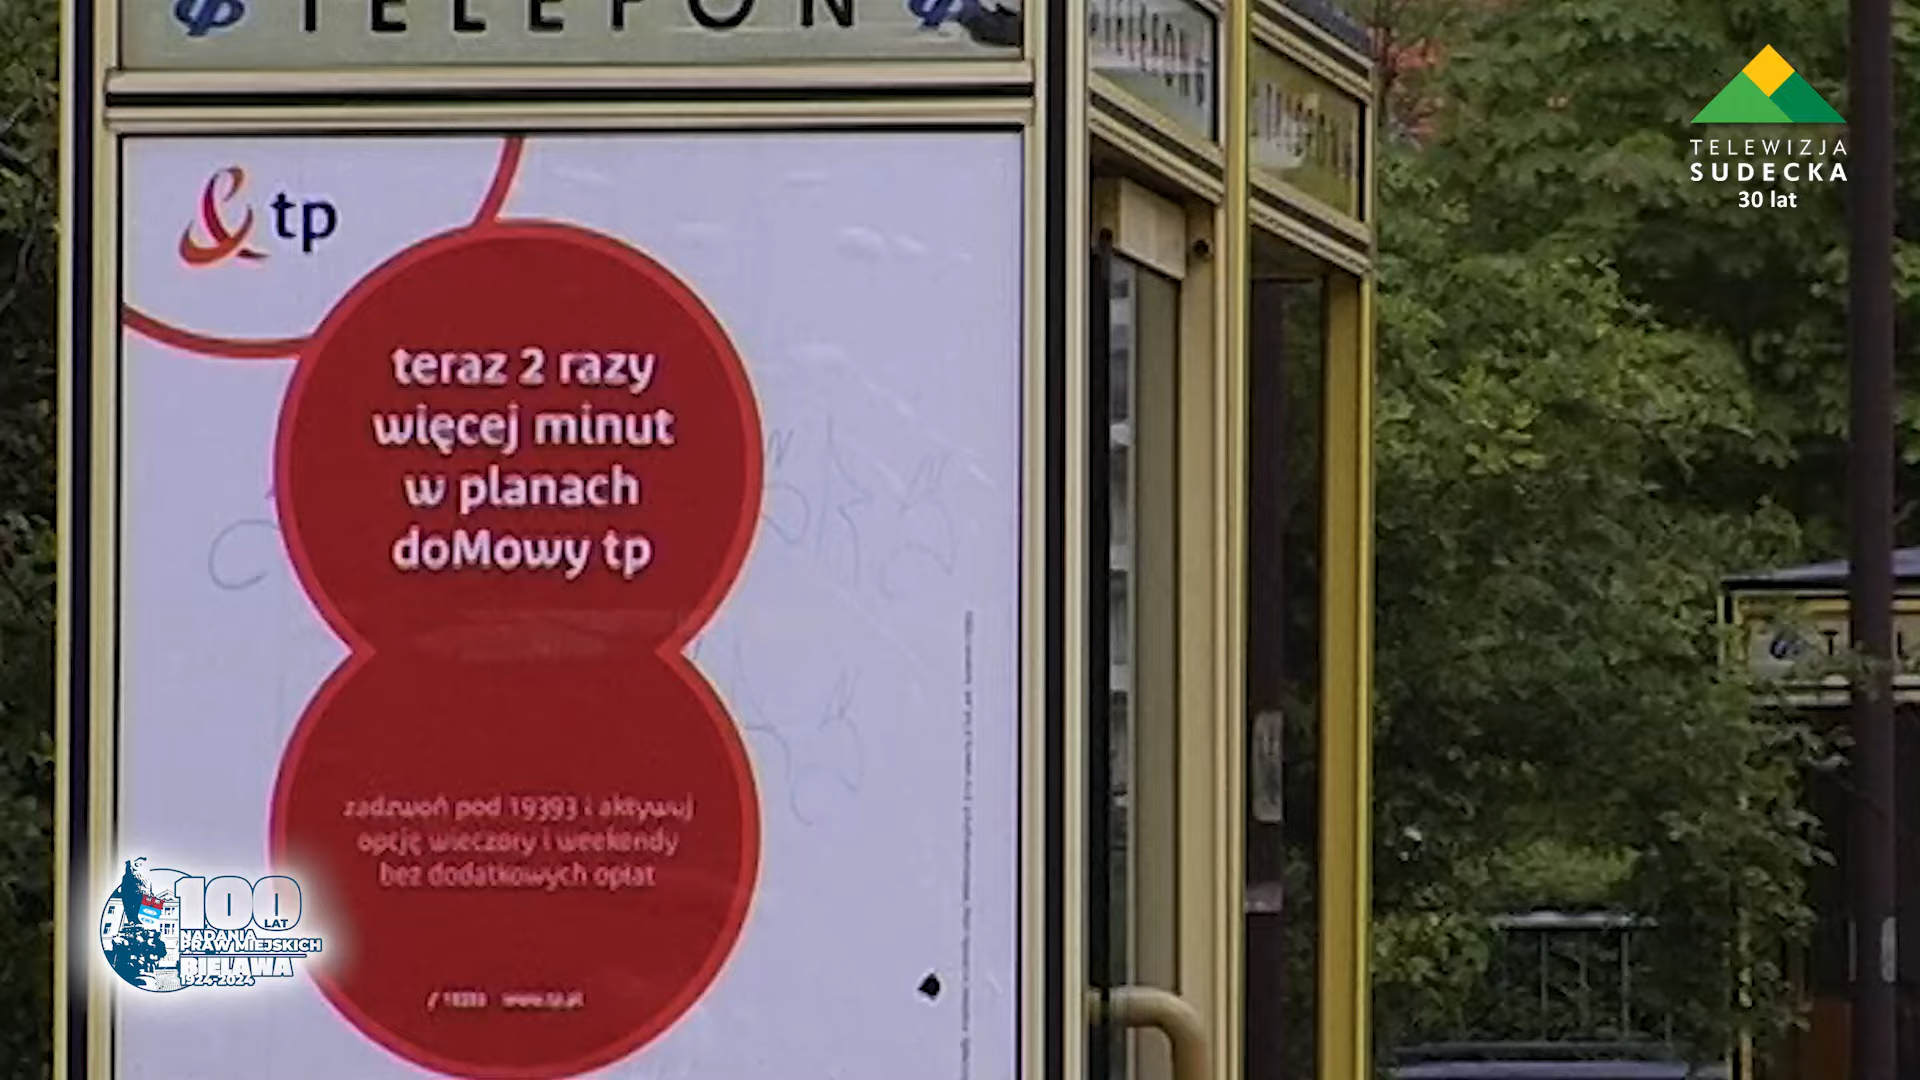 TELEFON
tp
teraz 2 razy
więcej minut
w planach
doMowy tp
zadzwoń pod 19393 i aktywuj
opcję wieczory i weekendy
bez dodatkowych opłat
19393 www.tp.pl
TELEWIZJA
SUDECKA
30 lat
100
LAT
NADANIA
PRAW MIEJSKICH
BIELAWA
1924-2024